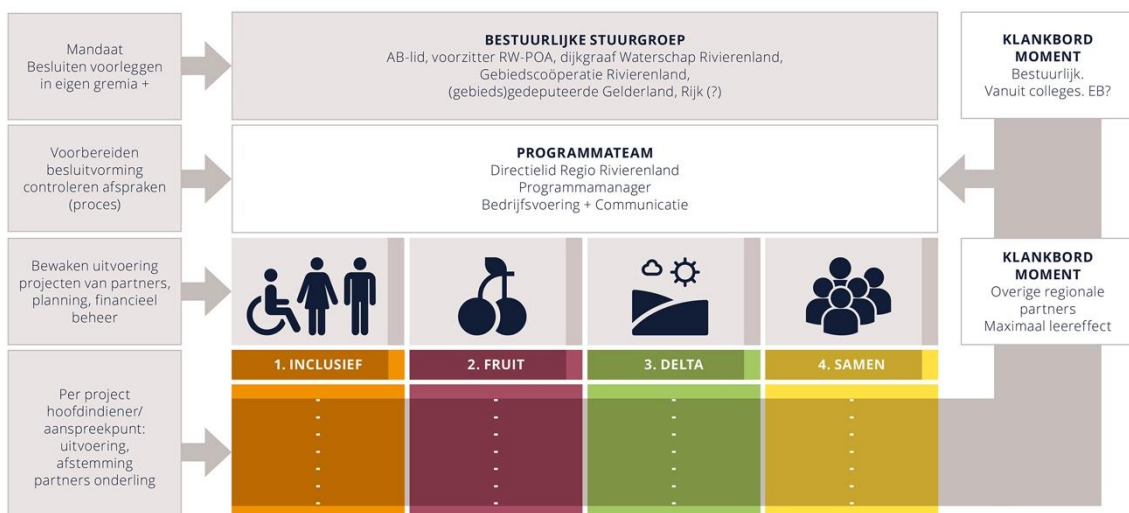 Mandaat
Besluiten voorleggen
in eigen gremia +
BESTUURLIJKE STUURGROEP
AB-lid, voorzitter RW-POA, dijkgraaf Waterschap Rivierenland,
Gebiedscoöperatie Rivierenland,
(gebieds)gedeputeerde Gelderland, Rijk (?)
KLANKBORD
MOMENT
Bestuurlijk.
Vanuit colleges. EB?
Voorbereiden
besluitvorming
controleren afspraken
(proces)
PROGRAMMATEAM
Directielid Regio Rivierenland
Programmamanager
Bedrijfsvoering + Communicatie
Bewaken uitvoering
projecten van partners,
planning, financieel
beheer
KLANKBORD
MOMENT
Overige regionale
partners
Maximaal leereffect
1. INCLUSIEF
2. FRUIT
3. DELTA
4. SAMEN
Per project
hoofdindiener/
aanspreekpunt:
uitvoering,
afstemming
partners onderling